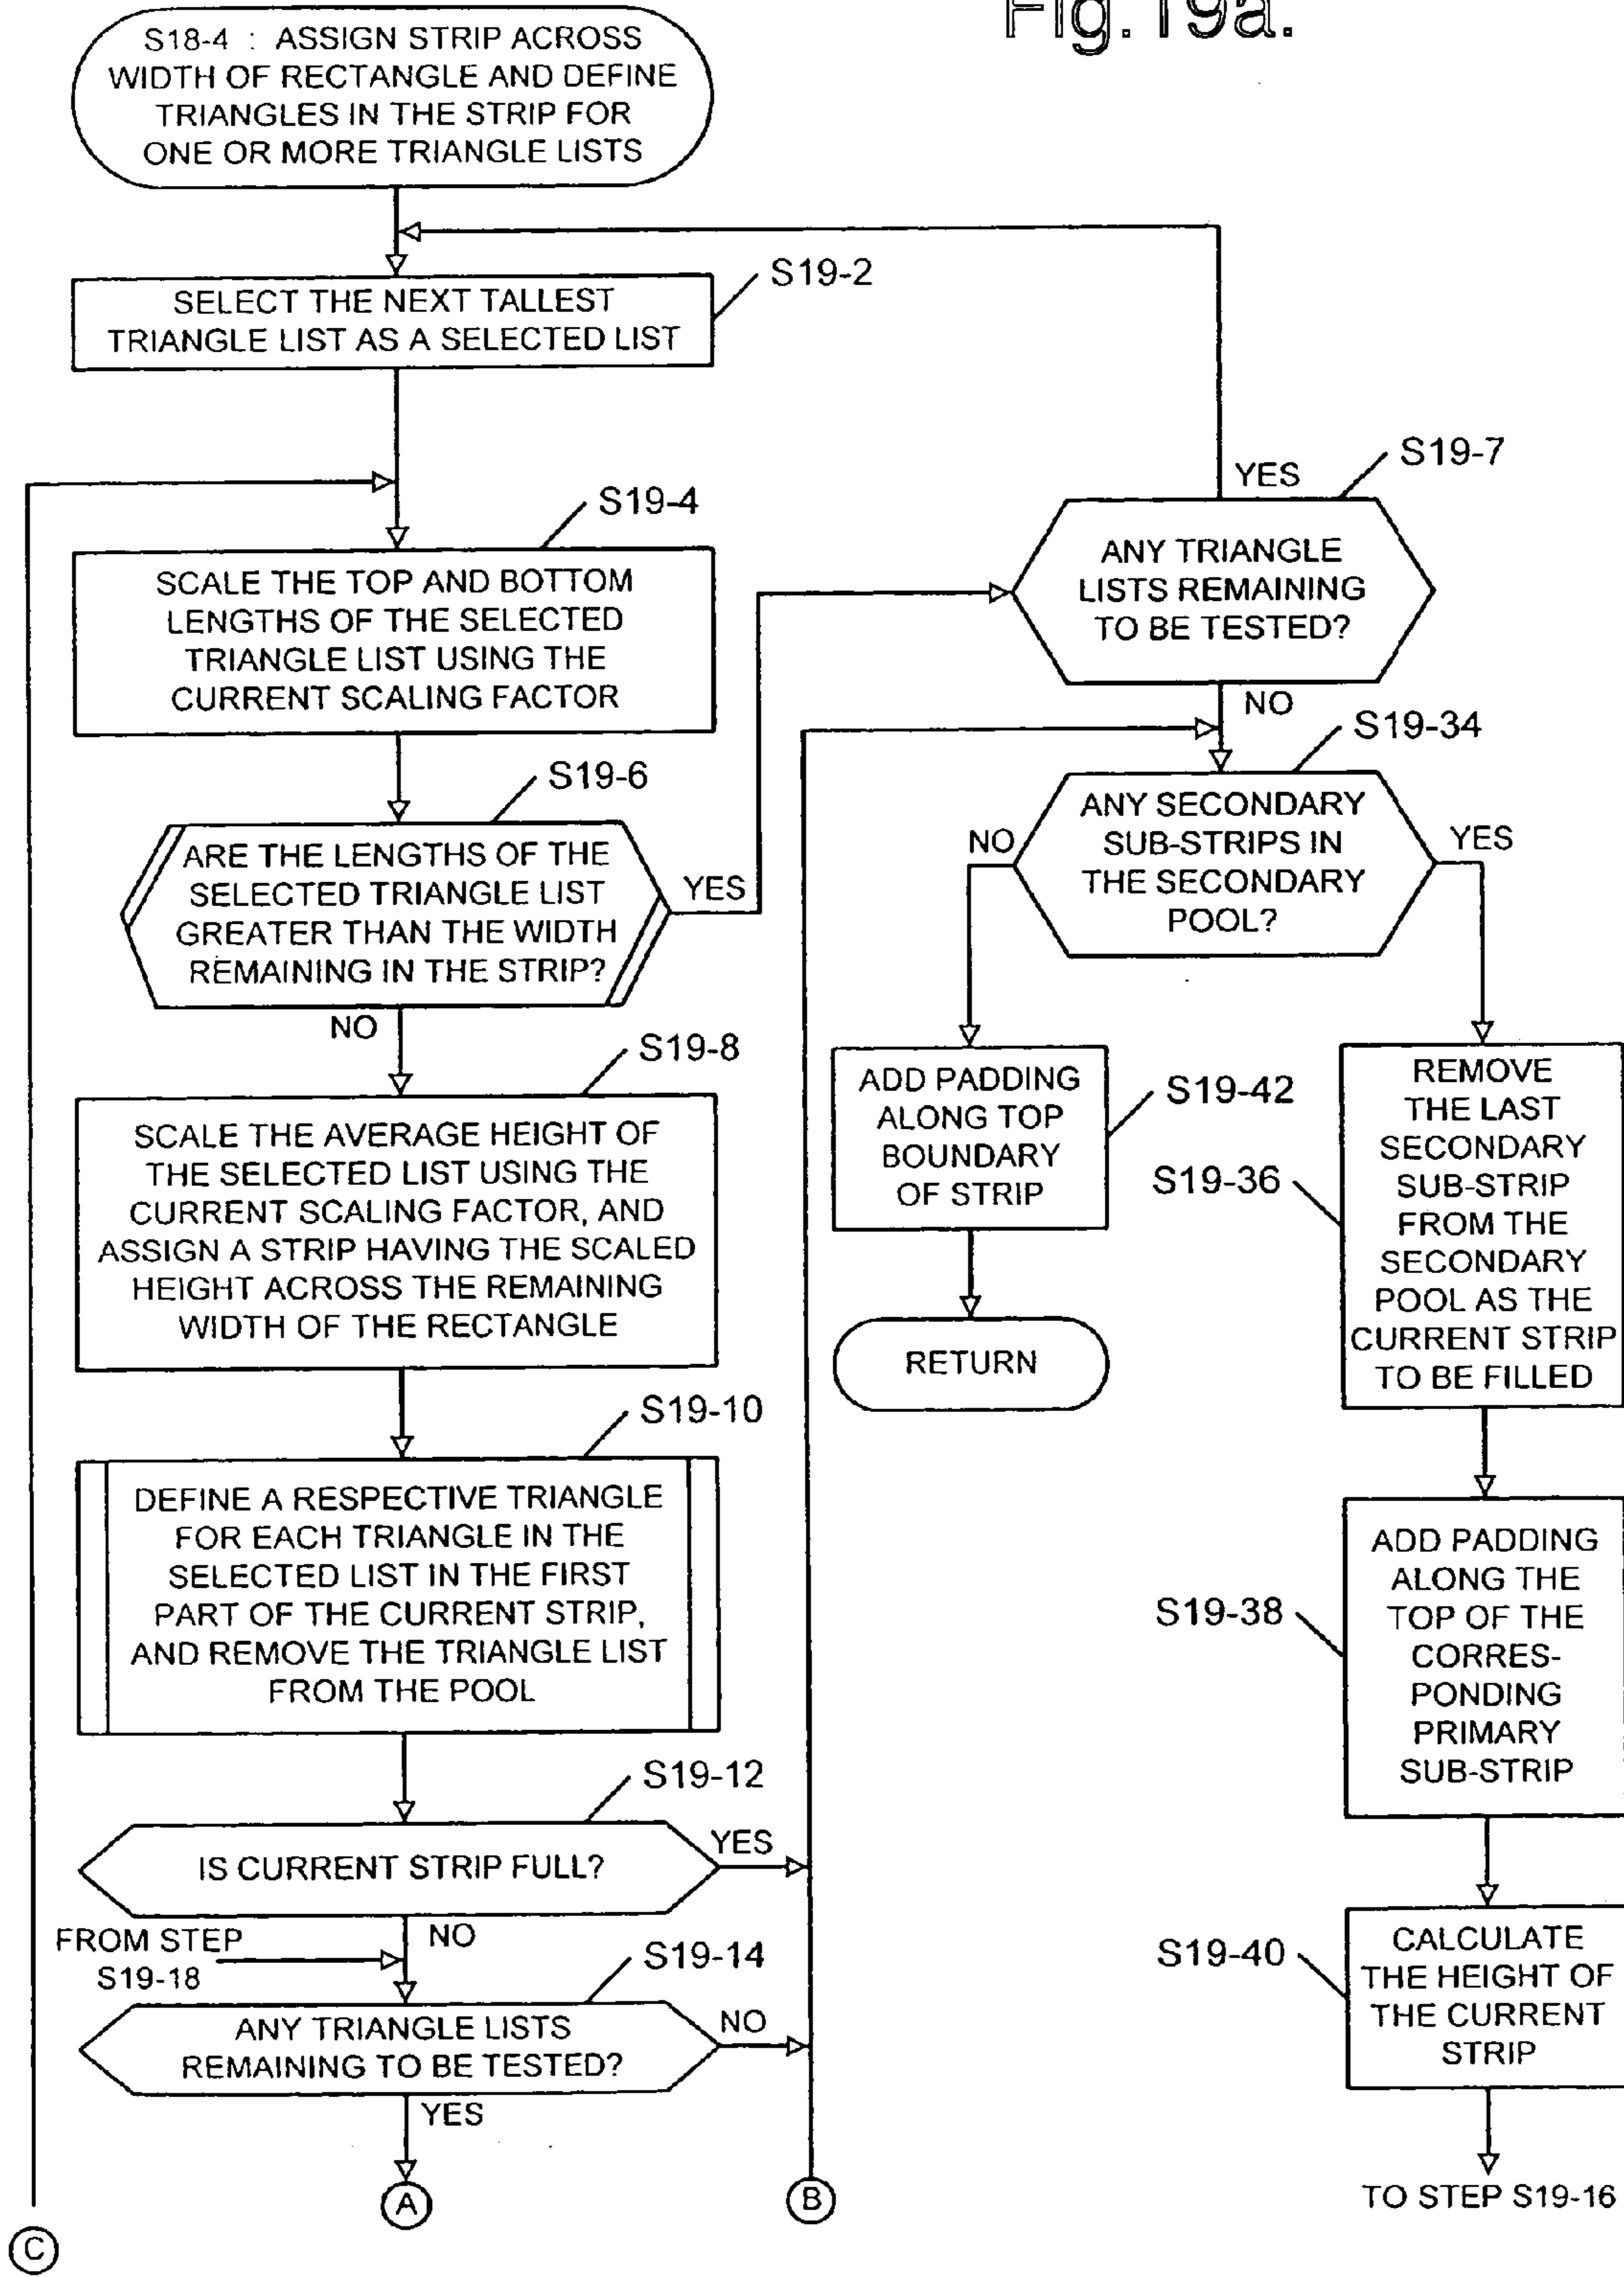 Fig. 19a.
S18-4 : ASSIGN STRIP ACROSS
WIDTH OF RECTANGLE AND DEFINE
TRIANGLES IN THE STRIP FOR
ONE OR MORE TRIANGLE LISTS
S19-2
SELECT THE NEXT TALLEST
TRIANGLE LIST AS A SELECTED LIST
S19-4
SCALE THE TOP AND BOTTOM
LENGTHS OF THE SELECTED
TRIANGLE LIST USING THE
CURRENT SCALING FACTOR
S19-6
ARE THE LENGTHS OF THE
SELECTED TRIANGLE LIST
GREATER THAN THE WIDTH
REMAINING IN THE STRIP?
YES
NO
S19-8
SCALE THE AVERAGE HEIGHT OF
THE SELECTED LIST USING THE
CURRENT SCALING FACTOR, AND
ASSIGN A STRIP HAVING THE SCALED
HEIGHT ACROSS THE REMAINING
WIDTH OF THE RECTANGLE
S19-10
DEFINE A RESPECTIVE TRIANGLE
FOR EACH TRIANGLE IN THE
SELECTED LIST IN THE FIRST
PART OF THE CURRENT STRIP,
AND REMOVE THE TRIANGLE LIST
FROM THE POOL
S19-12
IS CURRENT STRIP FULL?
YES
NO
FROM STEP
S19-18
S19-14
ANY TRIANGLE LISTS
REMAINING TO BE TESTED?
NO
YES
A
B
C
S19-7
YES
ANY TRIANGLE
LISTS REMAINING
TO BE TESTED?
NO
S19-34
ANY SECONDARY
SUB-STRIPS IN
THE SECONDARY
POOL?
NO
YES
ADD PADDING
ALONG TOP
BOUNDARY
OF STRIP
S19-42
RETURN
S19-36
REMOVE
THE LAST
SECONDARY
SUB-STRIP
FROM THE
SECONDARY
POOL AS THE
CURRENT STRIP
TO BE FILLED
S19-38
ADD PADDING
ALONG THE
TOP OF THE
CORRES-
PONDING
PRIMARY
SUB-STRIP
S19-40
CALCULATE
THE HEIGHT OF
THE CURRENT
STRIP
TO STEP S19-16